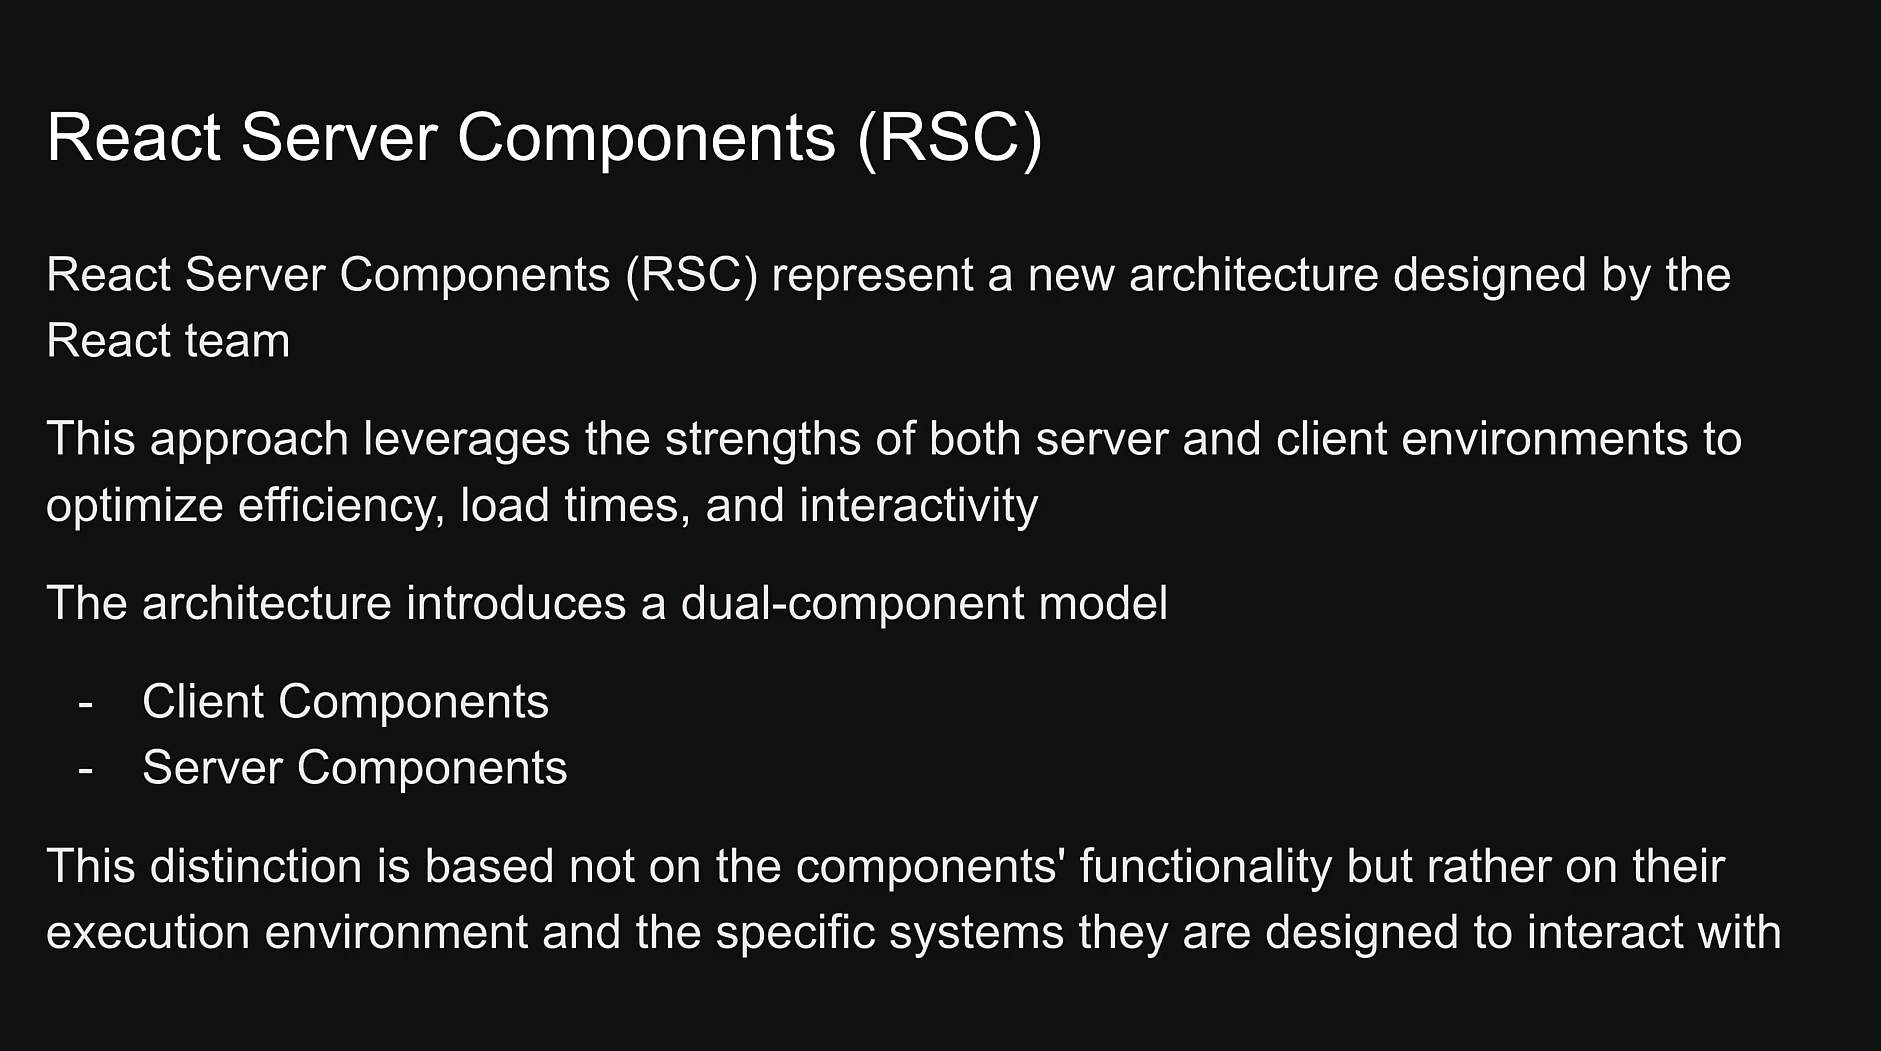 React Server Components (RSC)
React Server Components (RSC) represent a new architecture designed by the
React team
This approach leverages the strengths of both server and client environments to
optimize efficiency, load times, and interactivity
The architecture introduces a dual-component model
- Client Components
- Server Components
This distinction is based not on the components' functionality but rather on their
execution environment and the specific systems they are designed to interact with